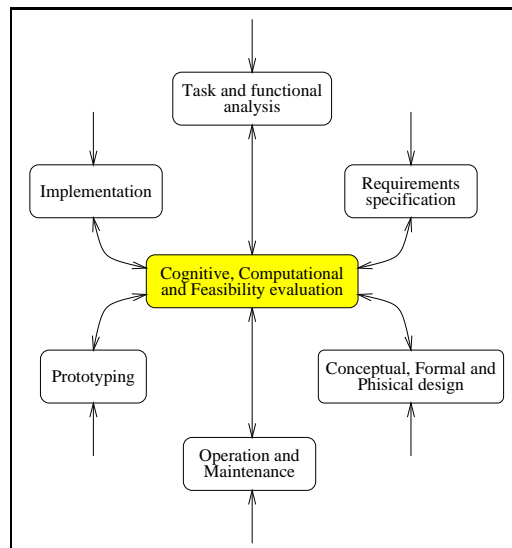 Task and functional
analysis
Implementation
Requirements
specification
Cognitive, Computational
and Feasibility evaluation
Prototyping
Conceptual, Formal and
Phisical design
Operation and
Maintenance